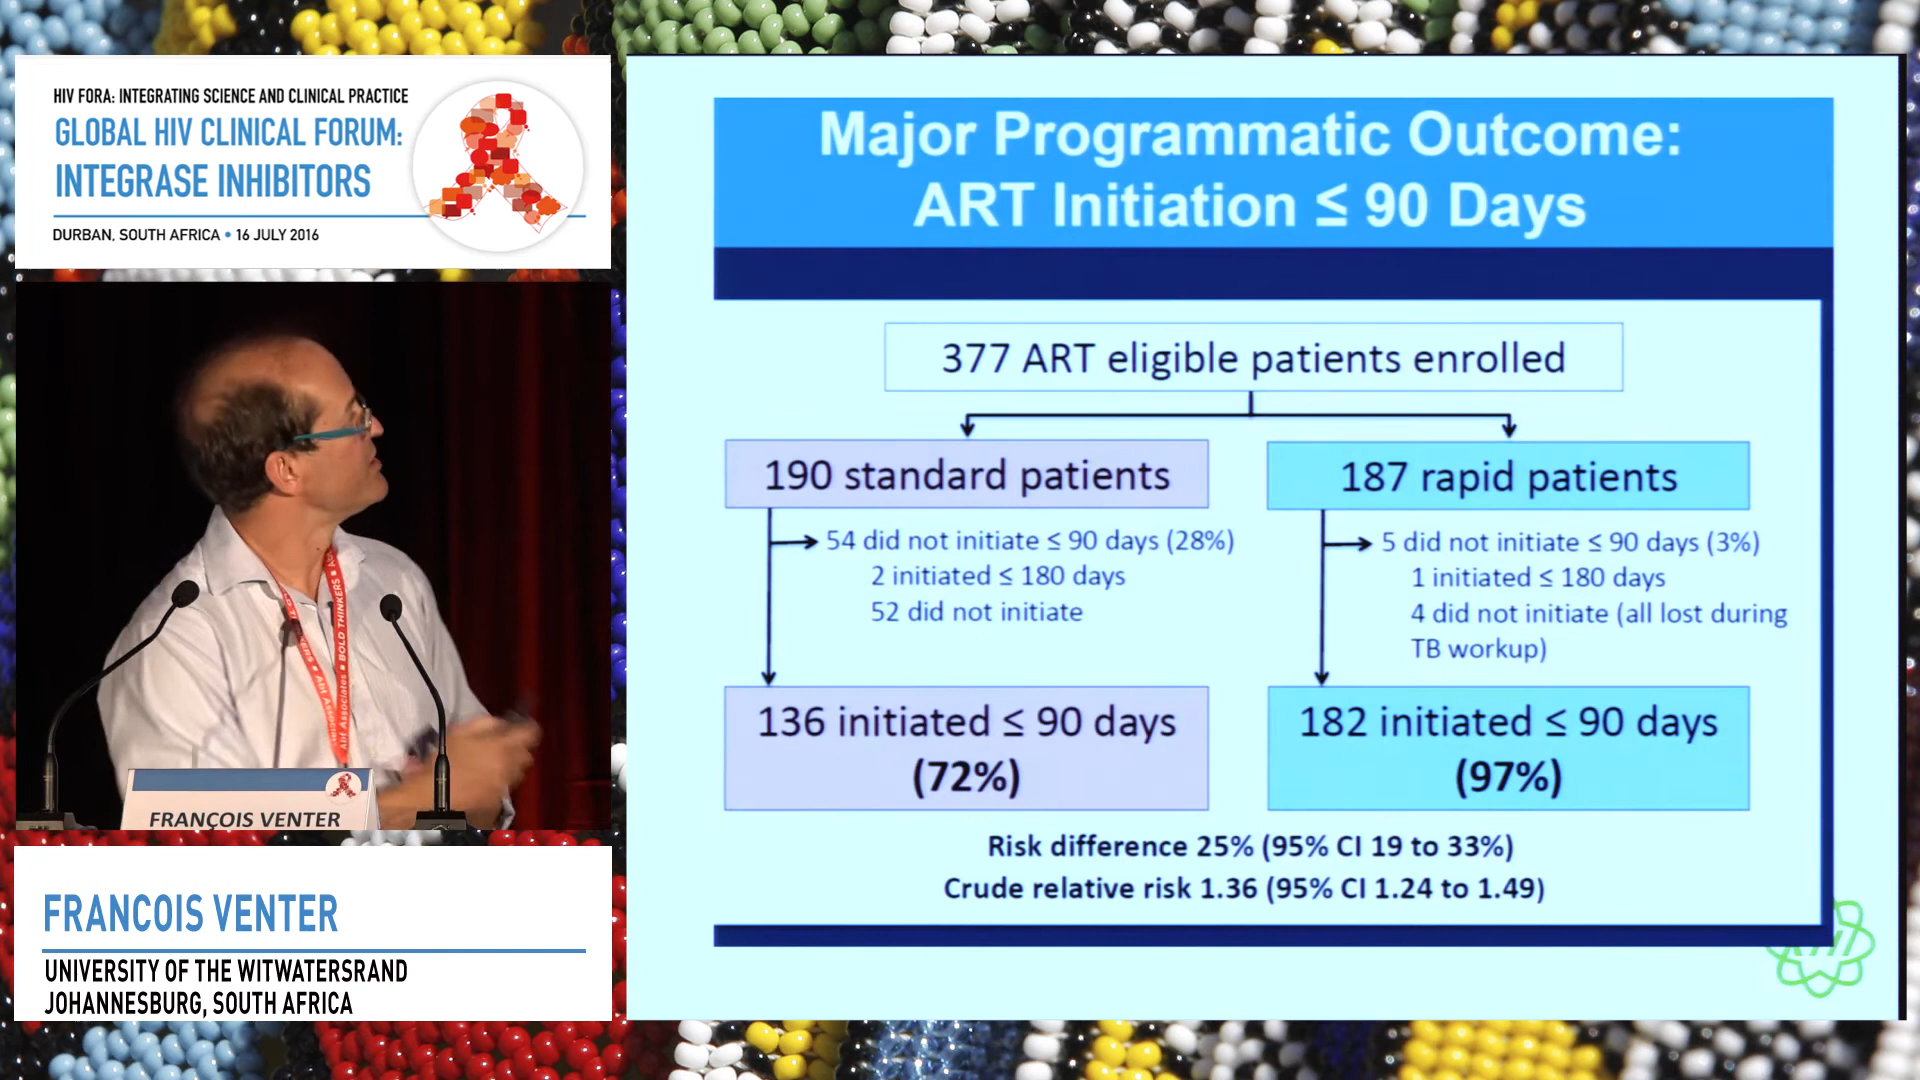 HIV FORA: INTEGRATING SCIENCE AND CLINICAL PRACTICE
GLOBAL HIV CLINICAL FORUM:
INTEGRASE INHIBITORS
DURBAN, SOUTH AFRICA • 16 JULY 2016
BOLD THINKERS
Abt Associates
FRANÇOIS VENTER
FRANCOIS VENTER
UNIVERSITY OF THE WITWATERSRAND
JOHANNESBURG, SOUTH AFRICA
Major Programmatic Outcome:
ART Initiation ≤ 90 Days
377 ART eligible patients enrolled
190 standard patients
54 did not initiate ≤ 90 days (28%)
2 initiated ≤ 180 days
52 did not initiate
136 initiated ≤ 90 days
(72%)
187 rapid patients
5 did not initiate ≤ 90 days (3%)
1 initiated ≤ 180 days
4 did not initiate (all lost during
TB workup)
182 initiated ≤ 90 days
(97%)
Risk difference 25% (95% CI 19 to 33%)
Crude relative risk 1.36 (95% CI 1.24 to 1.49)